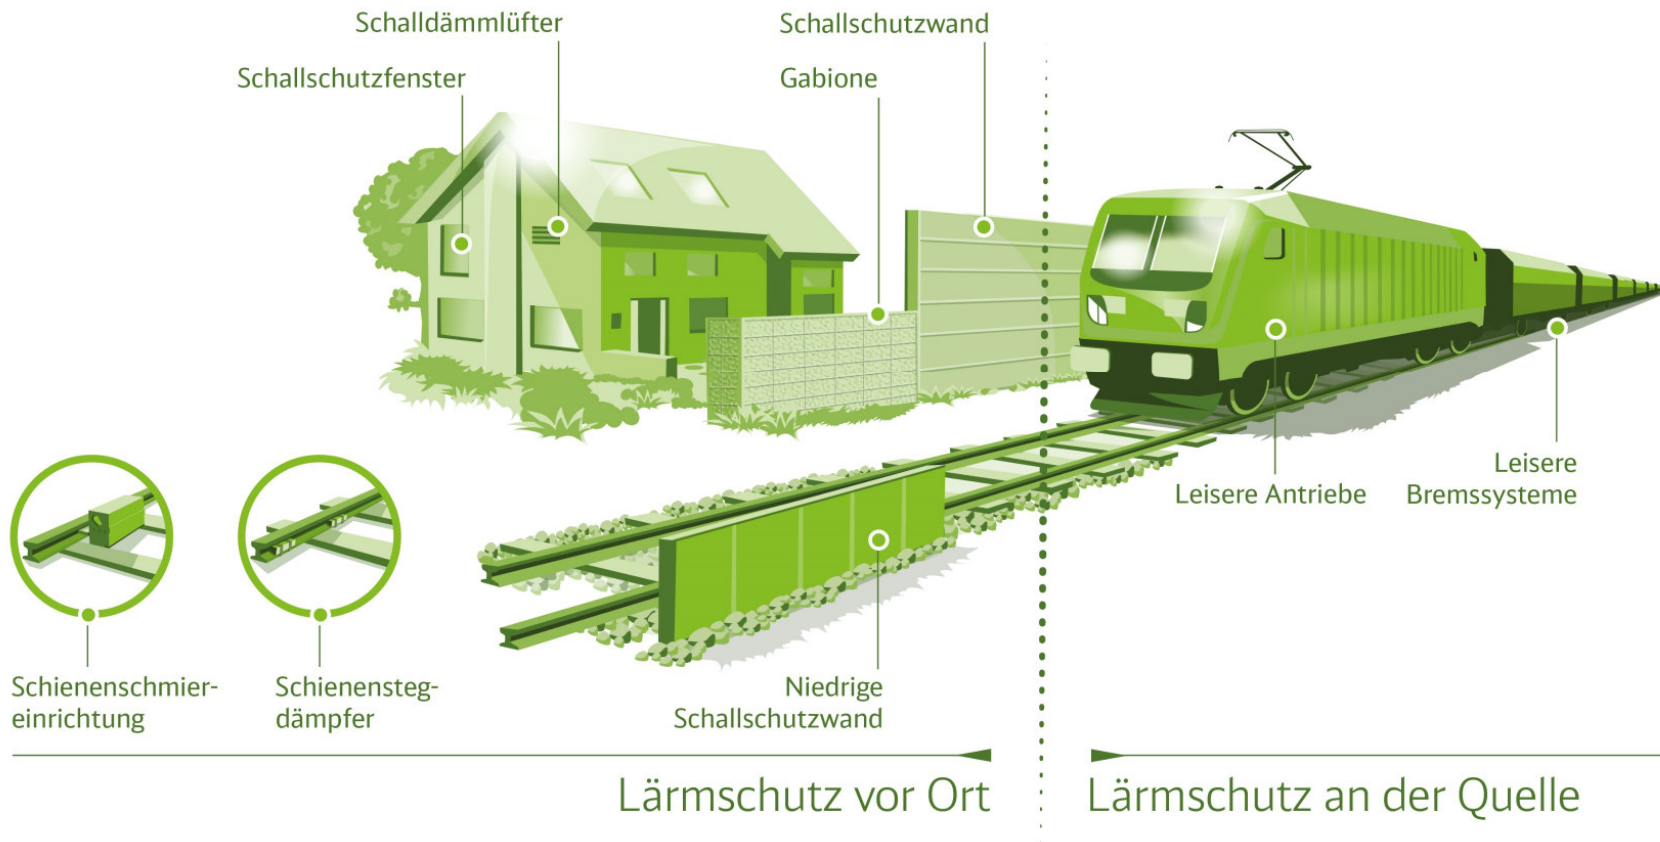 Schalldämmlüfter
Schallschutzwand
Schallschutzfenster
Gabione
Leisere
Bremssysteme
Leisere Antriebe
Schienenschmier-
einrichtung
Schienensteg-
dämpfer
Niedrige
Schallschutzwand
Lärmschutz vor Ort
Lärmschutz an der Quelle